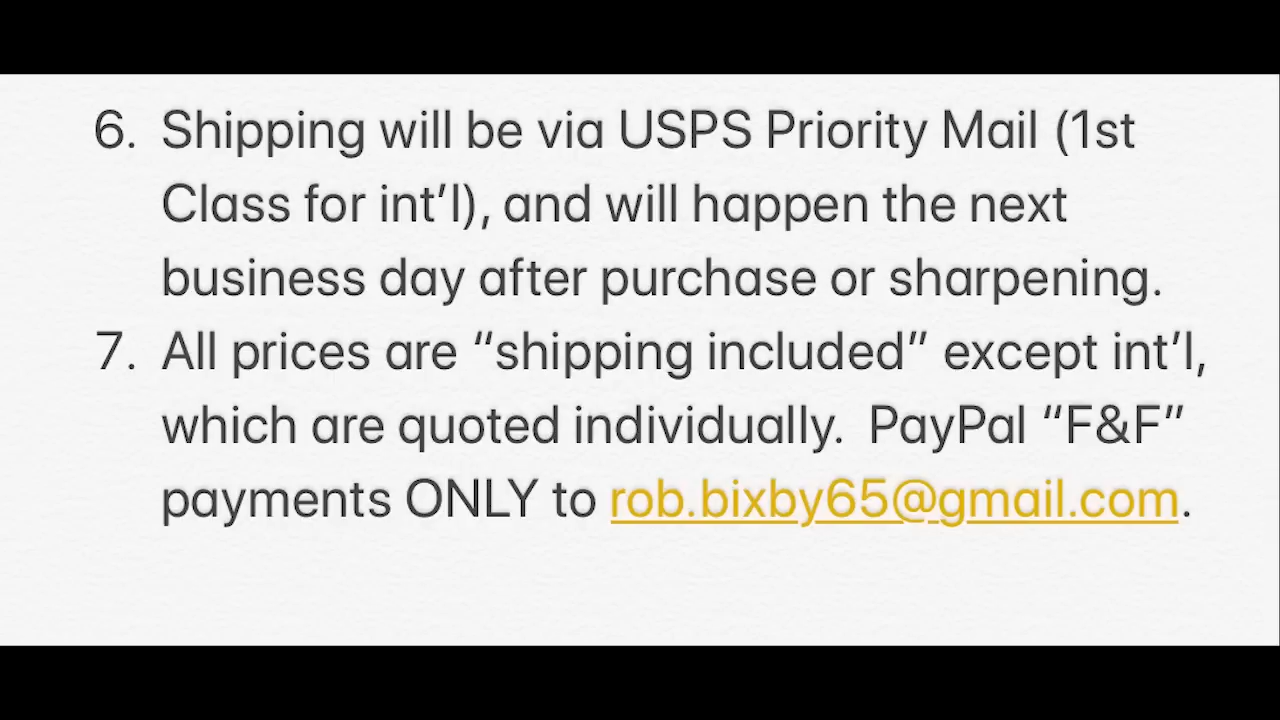 6. Shipping will be via USPS Priority Mail (1st
Class for int’l), and will happen the next
business day after purchase or sharpening.
7. All prices are “shipping included” except int’l,
which are quoted individually.  PayPal “F&F”
payments ONLY to rob.bixby65@gmail.com.